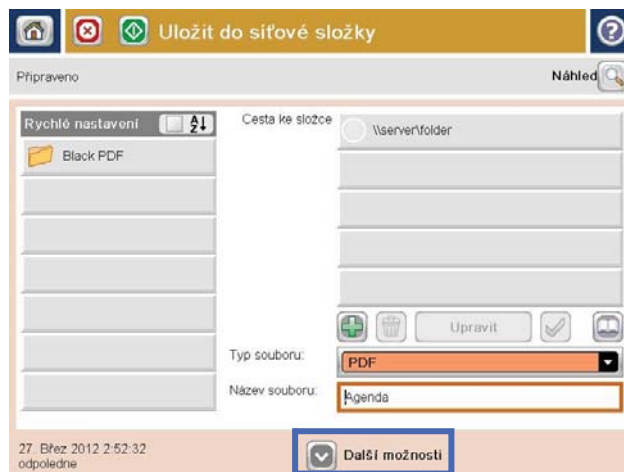 Uložit do síťové složky
Připraveno
Náhled
Rychlé nastavení
Cesta ke složce
\\server\folder
Black PDF
Upravit
Typ souboru:
PDF
Název souboru:
Agenda
27. Břez 2012 2:52:32
odpoledne
Další možnosti